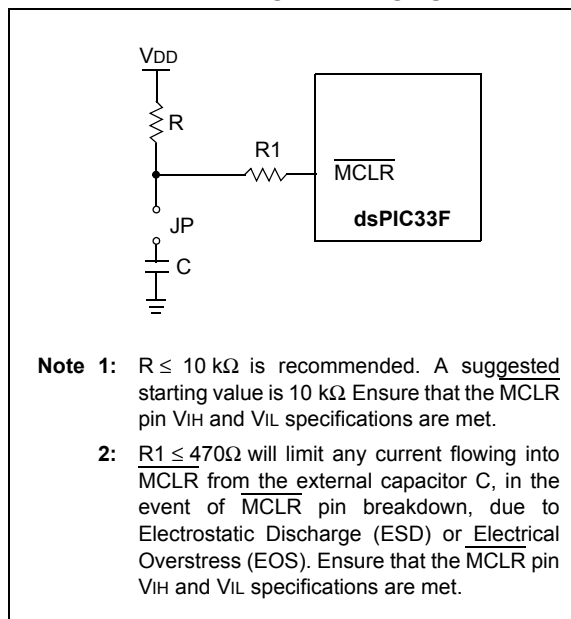 VDD
R
R1
MCLR
dsPIC33F
JP
C
Note 1: R ≤ 10 kΩ is recommended. A suggested
starting value is 10 kΩ Ensure that the MCLR
pin VIH and VIL specifications are met.
2: R1 ≤ 470Ω will limit any current flowing into
MCLR from the external capacitor C, in the
event of MCLR pin breakdown, due to
Electrostatic Discharge (ESD) or Electrical
Overstress (EOS). Ensure that the MCLR pin
VIH and VIL specifications are met.